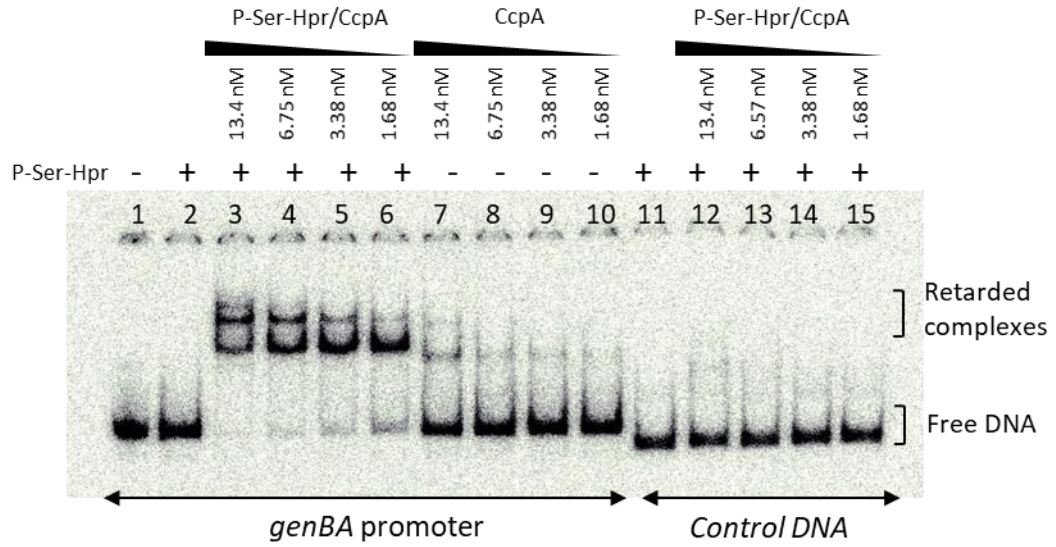 P-Ser-Hpr/CcpA CcpA P-Ser-Hpr/CcpA
13.4 nM 6.75 nM 3.38 nM 1.68 nM 13.4 nM 6.75 nM 3.38 nM 1.68 nM 13.4 nM 6.57 nM 3.38 nM 1.68 nM
P-Ser-Hpr - + + + + + - - - - + + + + +
1 2 3 4 5 6 7 8 9 10 11 12 13 14 15
Retarded
complexes
Free DNA
genBA promoter Control DNA